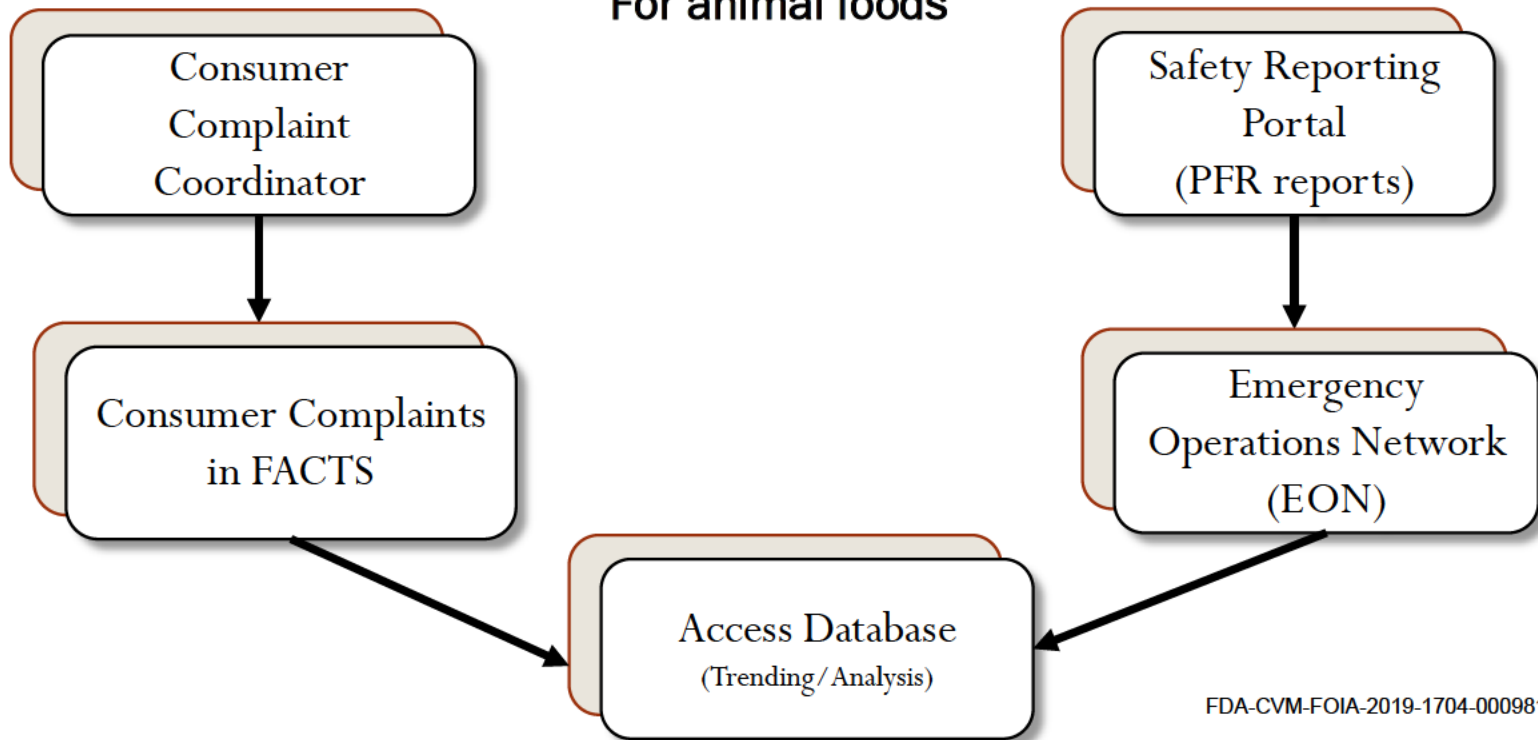 For animal foods
Consumer
Complaint
Coordinator
Safety Reporting
Portal
(PFR reports)
Consumer Complaints
in FACTS
Emergency
Operations Network
(EON)
Access Database
(Trending/Analysis)
FDA-CVM-FOIA-2019-1704-000981